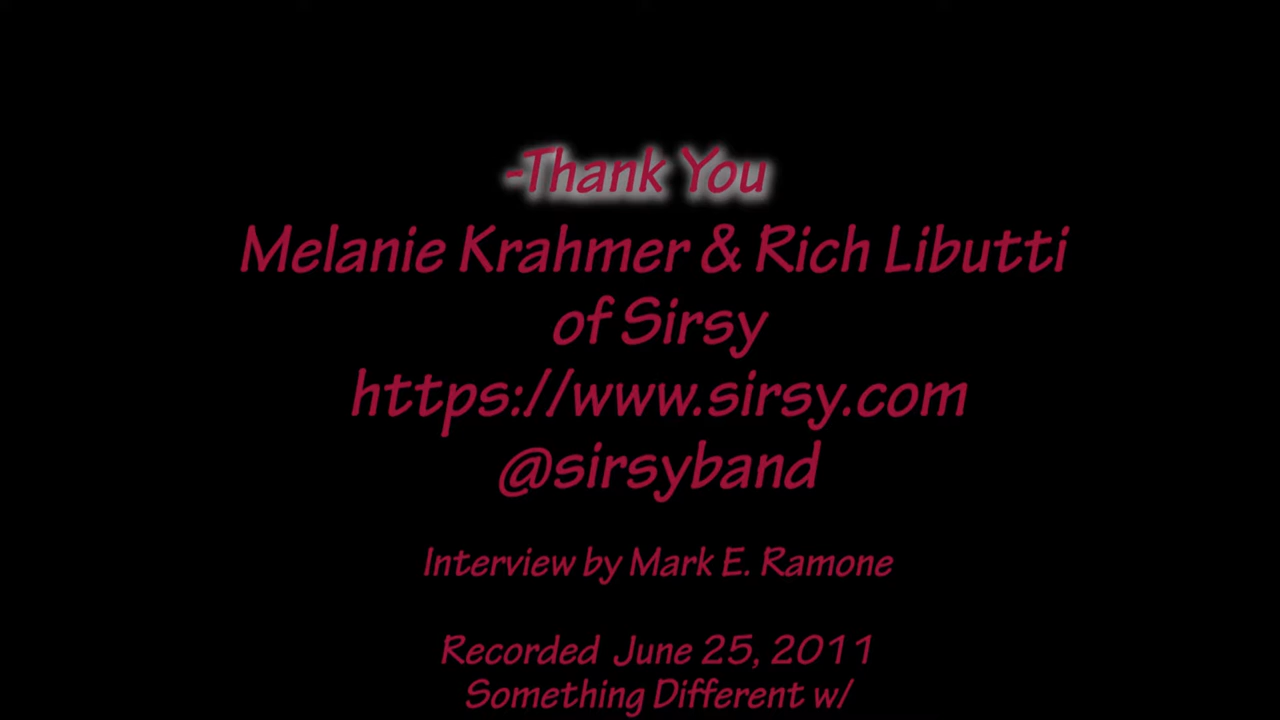 -Thank You
Melanie Krahmer & Rich Libutti
of Sirsy
https://www.sirsy.com
@sirsyband
Interview by Mark E. Ramone
Recorded June 25, 2011
Something Different w/